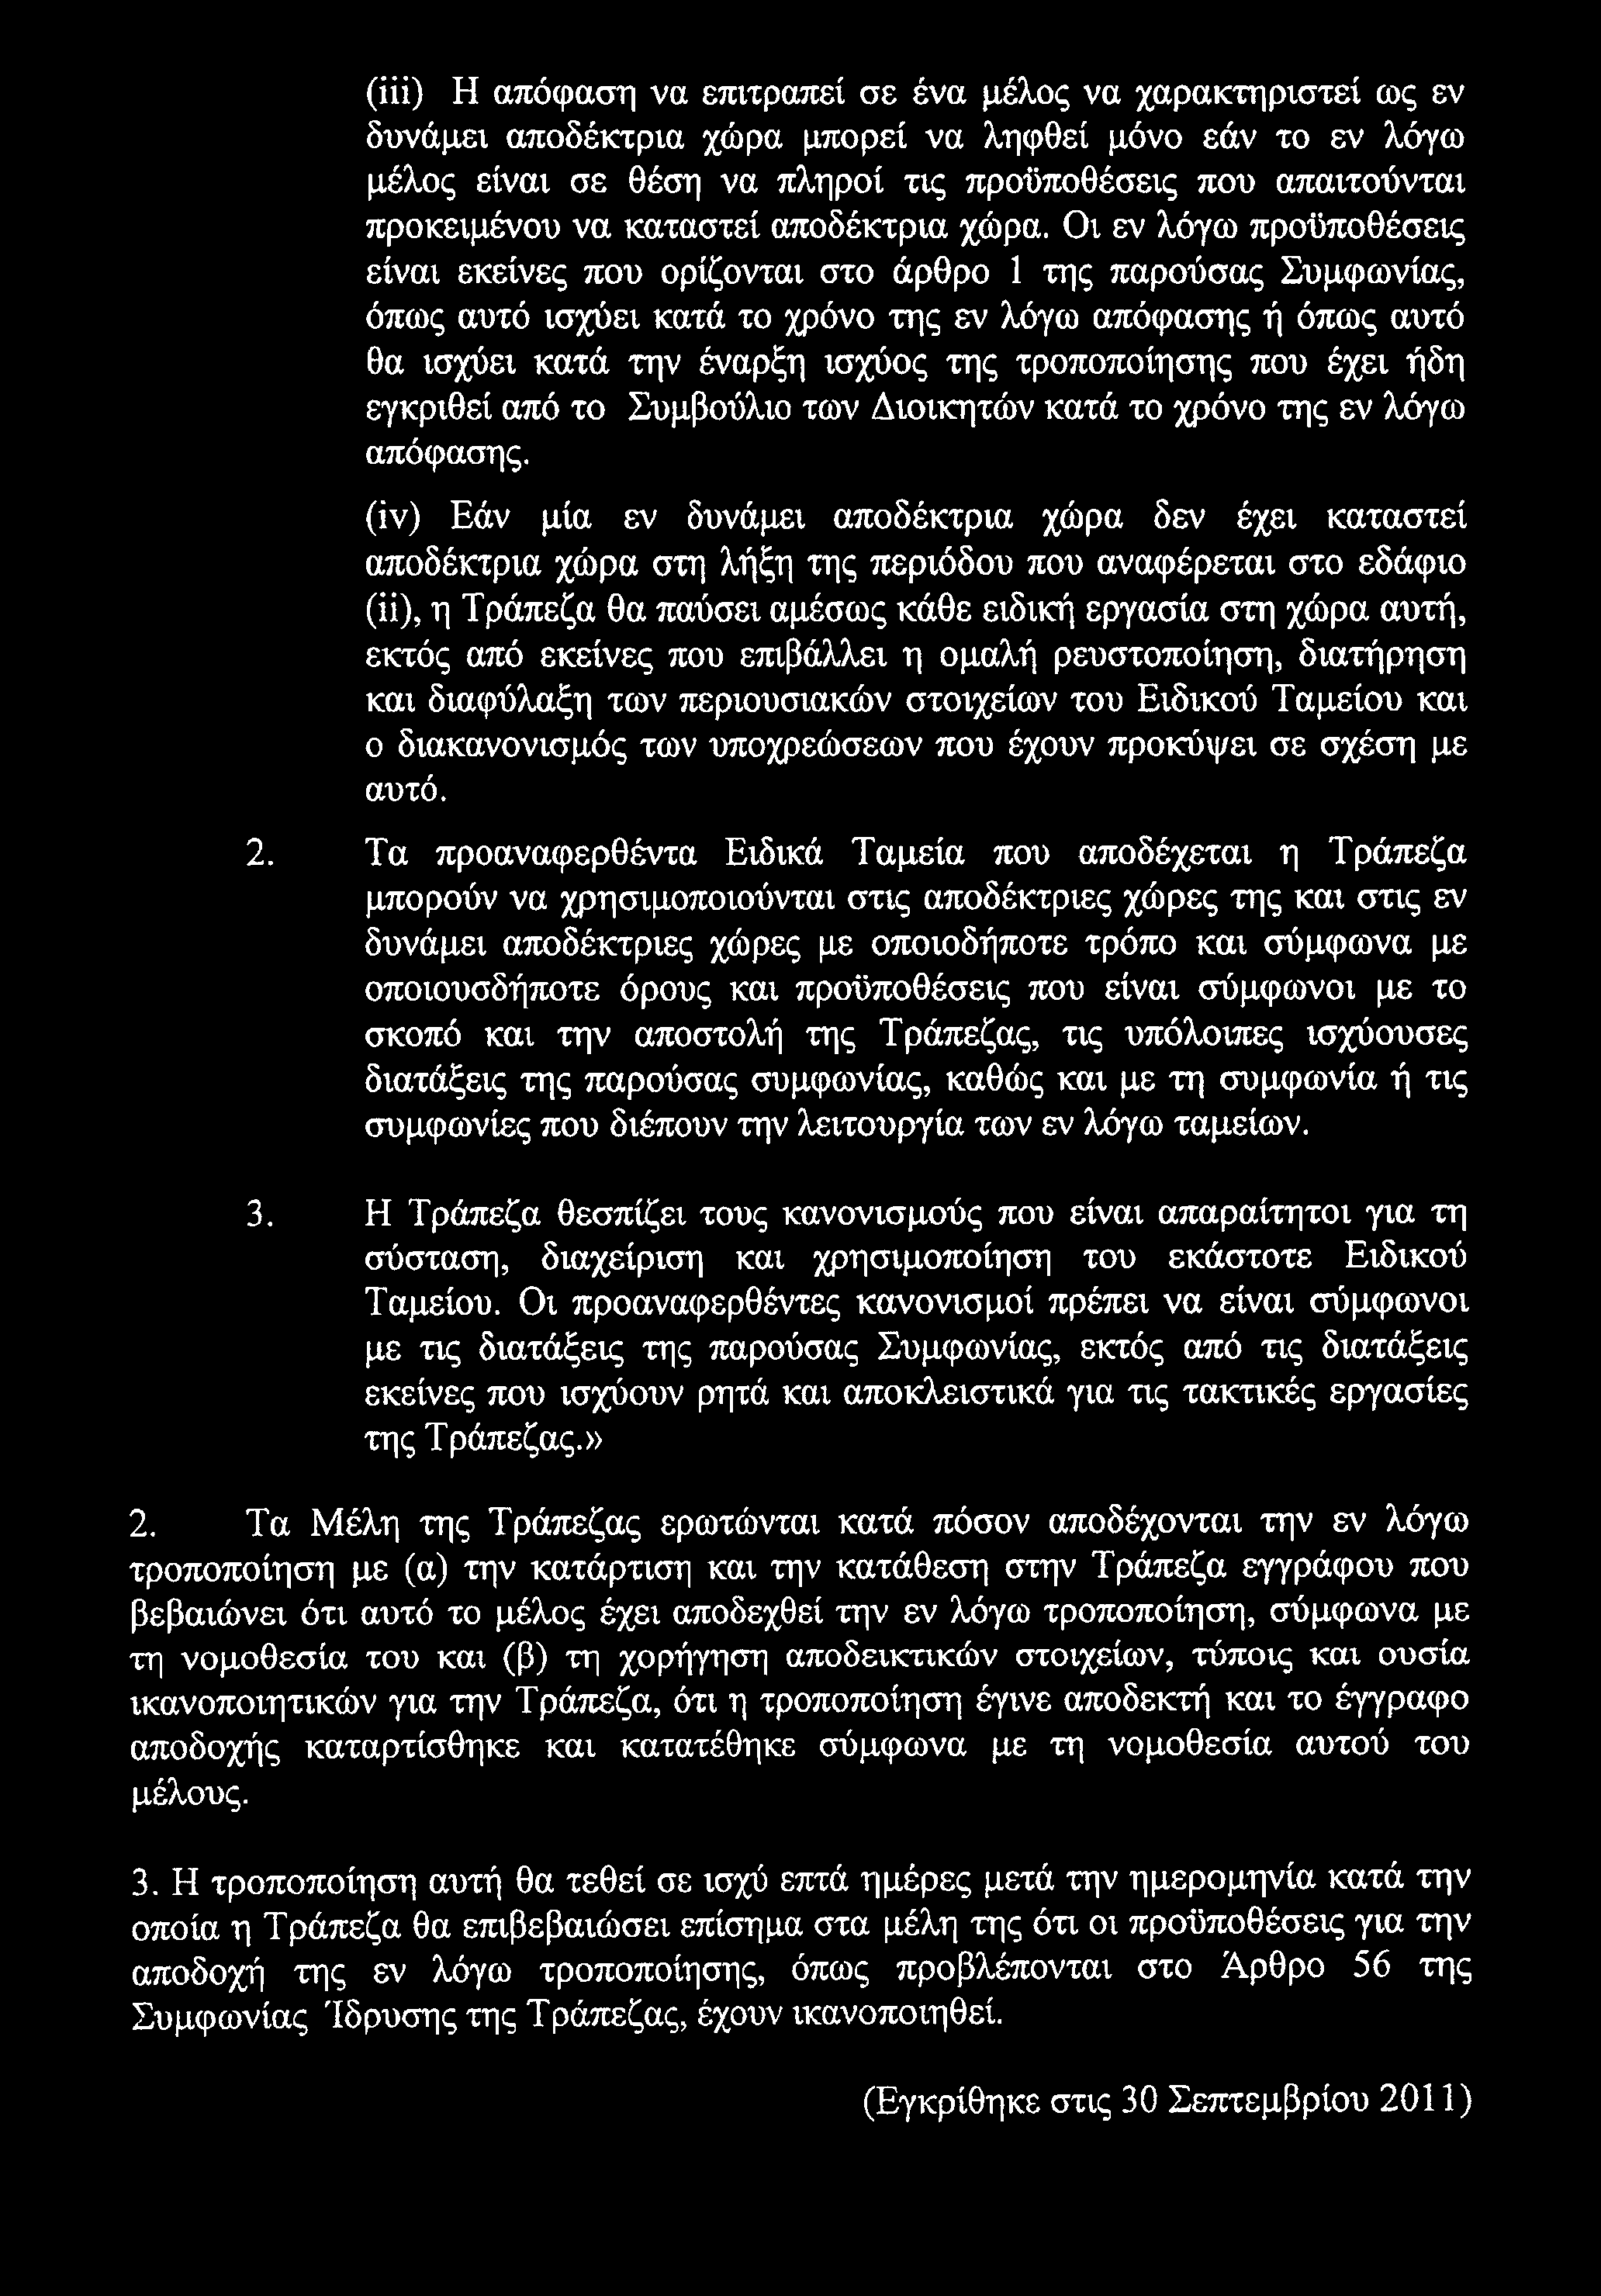 (iii) Η απόφαση να επιτραπεί σε ένα μέλος να χαρακτηριστεί ως εν
δυνάμει αποδέκτρια χώρα μπορεί να ληφθεί μόνο εάν το εν λόγω
μέλος είναι σε θέση να πληροί τις προϋποθέσεις που απαιτούνται
προκειμένου να καταστεί αποδέκτρια χώρα. Οι εν λόγω προϋποθέσεις
είναι εκείνες που ορίζονται στο άρθρο 1 της παρούσας Συμφωνίας,
όπως αυτό ισχύει κατά το χρόνο της εν λόγω απόφασης ή όπως αυτό
θα ισχύει κατά την έναρξη ισχύος της τροποποίησης που έχει ήδη
εγκριθεί από το Συμβούλιο των Διοικητών κατά το χρόνο της εν λόγω
απόφασης.
(iv) Εάν μία εν δυνάμει αποδέκτρια χώρα δεν έχει καταστεί
αποδέκτρια χώρα στη λήξη της περιόδου που αναφέρεται στο εδάφιο
(ii), η Τράπεζα θα παύσει αμέσως κάθε ειδική εργασία στη χώρα αυτή,
εκτός από εκείνες που επιβάλλει η ομαλή ρευστοποίηση, διατήρηση
και διαφύλαξη των περιουσιακών στοιχείων του Ειδικού Ταμείου και
ο διακανονισμός των υποχρεώσεων που έχουν προκύψει σε σχέση με
αυτό.
2. Τα προαναφερθέντα Ειδικά Ταμεία που αποδέχεται η Τράπεζα
μπορούν να χρησιμοποιούνται στις αποδέκτριες χώρες της και στις εν
δυνάμει αποδέκτριες χώρες με οποιοδήποτε τρόπο και σύμφωνα με
οποιουσδήποτε όρους και προϋποθέσεις που είναι σύμφωνοι με το
σκοπό και την αποστολή της Τράπεζας, τις υπόλοιπες ισχύουσες
διατάξεις της παρούσας συμφωνίας, καθώς και με τη συμφωνία ή τις
συμφωνίες που διέπουν την λειτουργία των εν λόγω ταμείων.
3. Η Τράπεζα θεσπίζει τους κανονισμούς που είναι απαραίτητοι για τη
σύσταση, διαχείριση και χρησιμοποίηση του εκάστοτε Ειδικού
Ταμείου. Οι προαναφερθέντες κανονισμοί πρέπει να είναι σύμφωνοι
με τις διατάξεις της παρούσας Συμφωνίας, εκτός από τις διατάξεις
εκείνες που ισχύουν ρητά και αποκλειστικά για τις τακτικές εργασίες
της Τράπεζας.»
2. Τα Μέλη της Τράπεζας ερωτώνται κατά πόσον αποδέχονται την εν λόγω
τροποποίηση με (α) την κατάρτιση και την κατάθεση στην Τράπεζα εγγράφου που
βεβαιώνει ότι αυτό το μέλος έχει αποδεχθεί την εν λόγω τροποποίηση, σύμφωνα με
τη νομοθεσία του και (β) τη χορήγηση αποδεικτικών στοιχείων, τύποις και ουσία
ικανοποιητικών για την Τράπεζα, ότι η τροποποίηση έγινε αποδεκτή και το έγγραφο
αποδοχής καταρτίσθηκε και κατατέθηκε σύμφωνα με τη νομοθεσία αυτού του
μέλους.
3. Η τροποποίηση αυτή θα τεθεί σε ισχύ επτά ημέρες μετά την ημερομηνία κατά την
οποία η Τράπεζα θα επιβεβαιώσει επίσημα στα μέλη της ότι οι προϋποθέσεις για την
αποδοχή της εν λόγω τροποποίησης, όπως προβλέπονται στο Άρθρο 56 της
Συμφωνίας Ίδρυσης της Τράπεζας, έχουν ικανοποιηθεί.
(Εγκρίθηκε στις 30 Σεπτεμβρίου 2011)